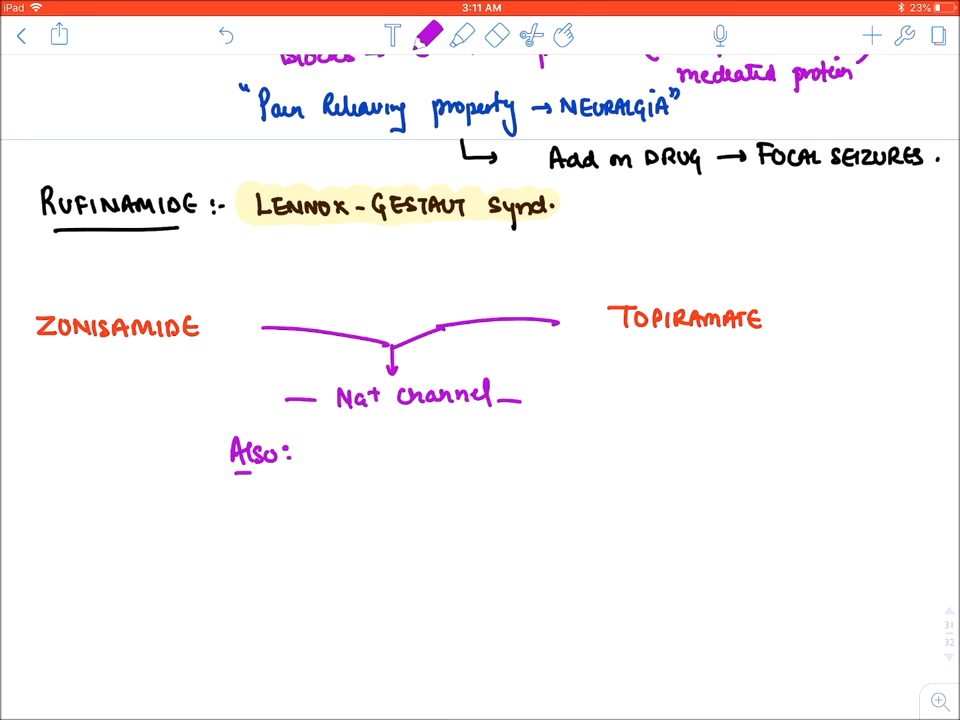 iPad 3:11 AM 23%
T
mediated protein
"Pain Relieving property → NEURALGIA"
Add on DRUG → FOCAL SEIZURES.
RUFINAMIDE :- LENNOX-GESTAUT Synd.
ZONISAMIDE TOPIRAMATE
Na+ channel
Also:
31
32